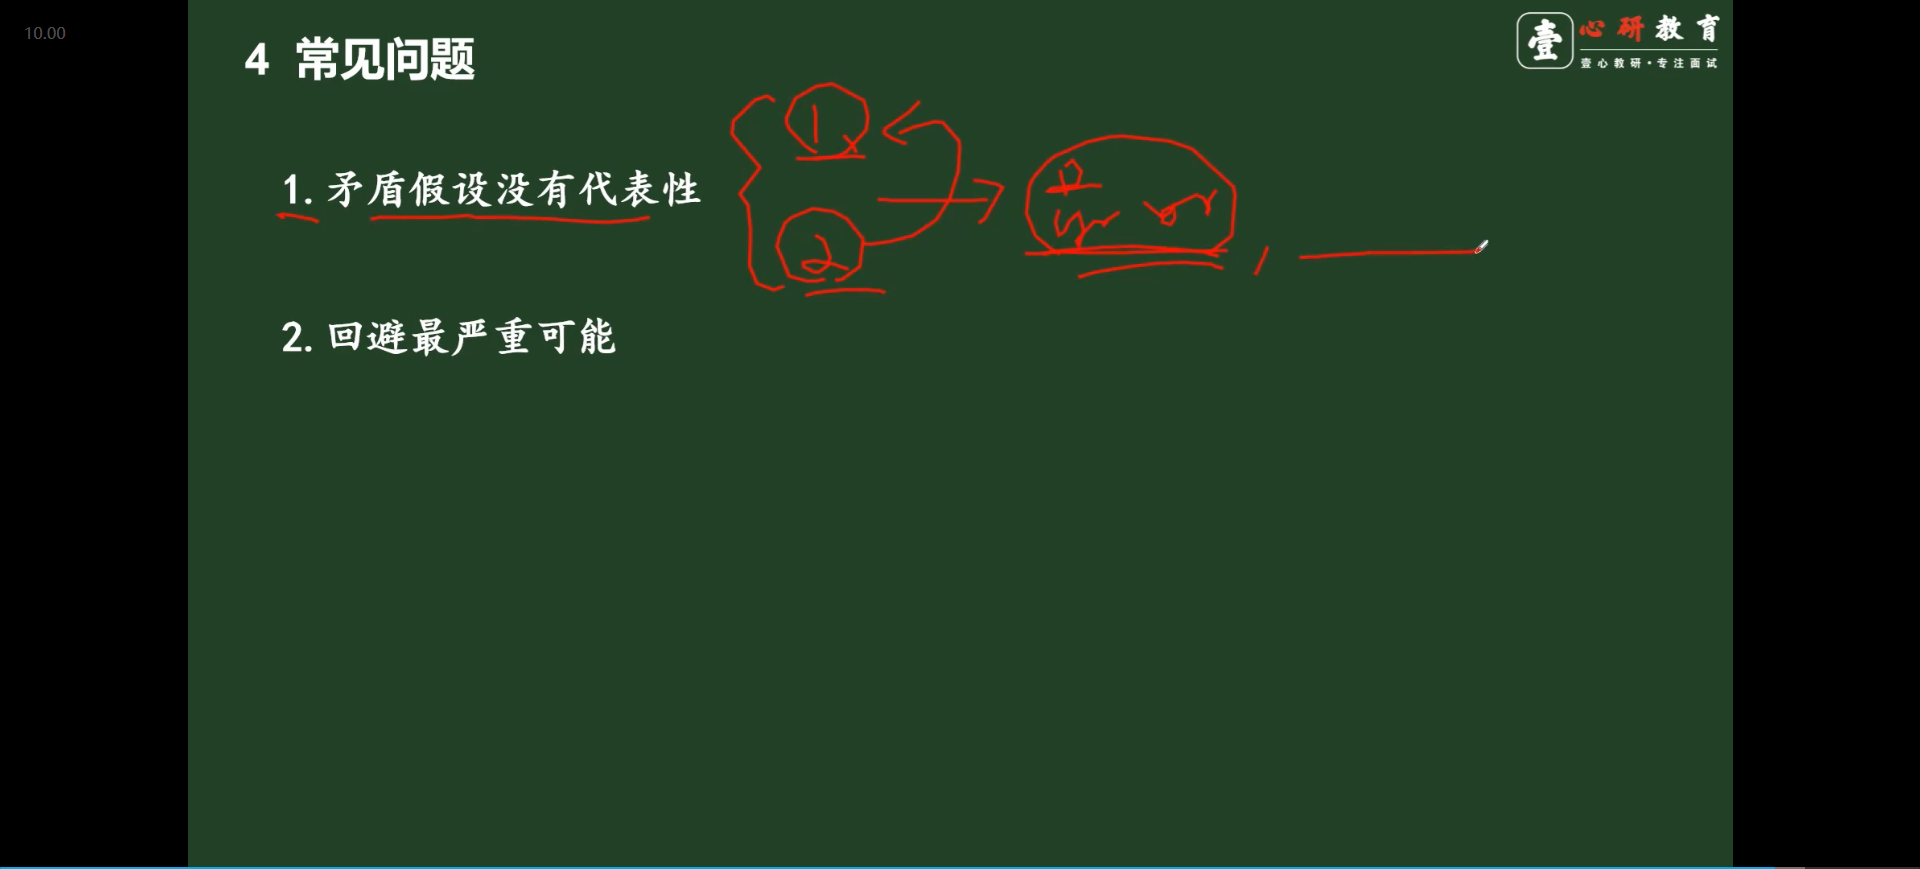 10.00
4 常见问题
壹 心研教育
壹心教研•专注面试
1
1.矛盾假设没有代表性
2
2.回避最严重可能